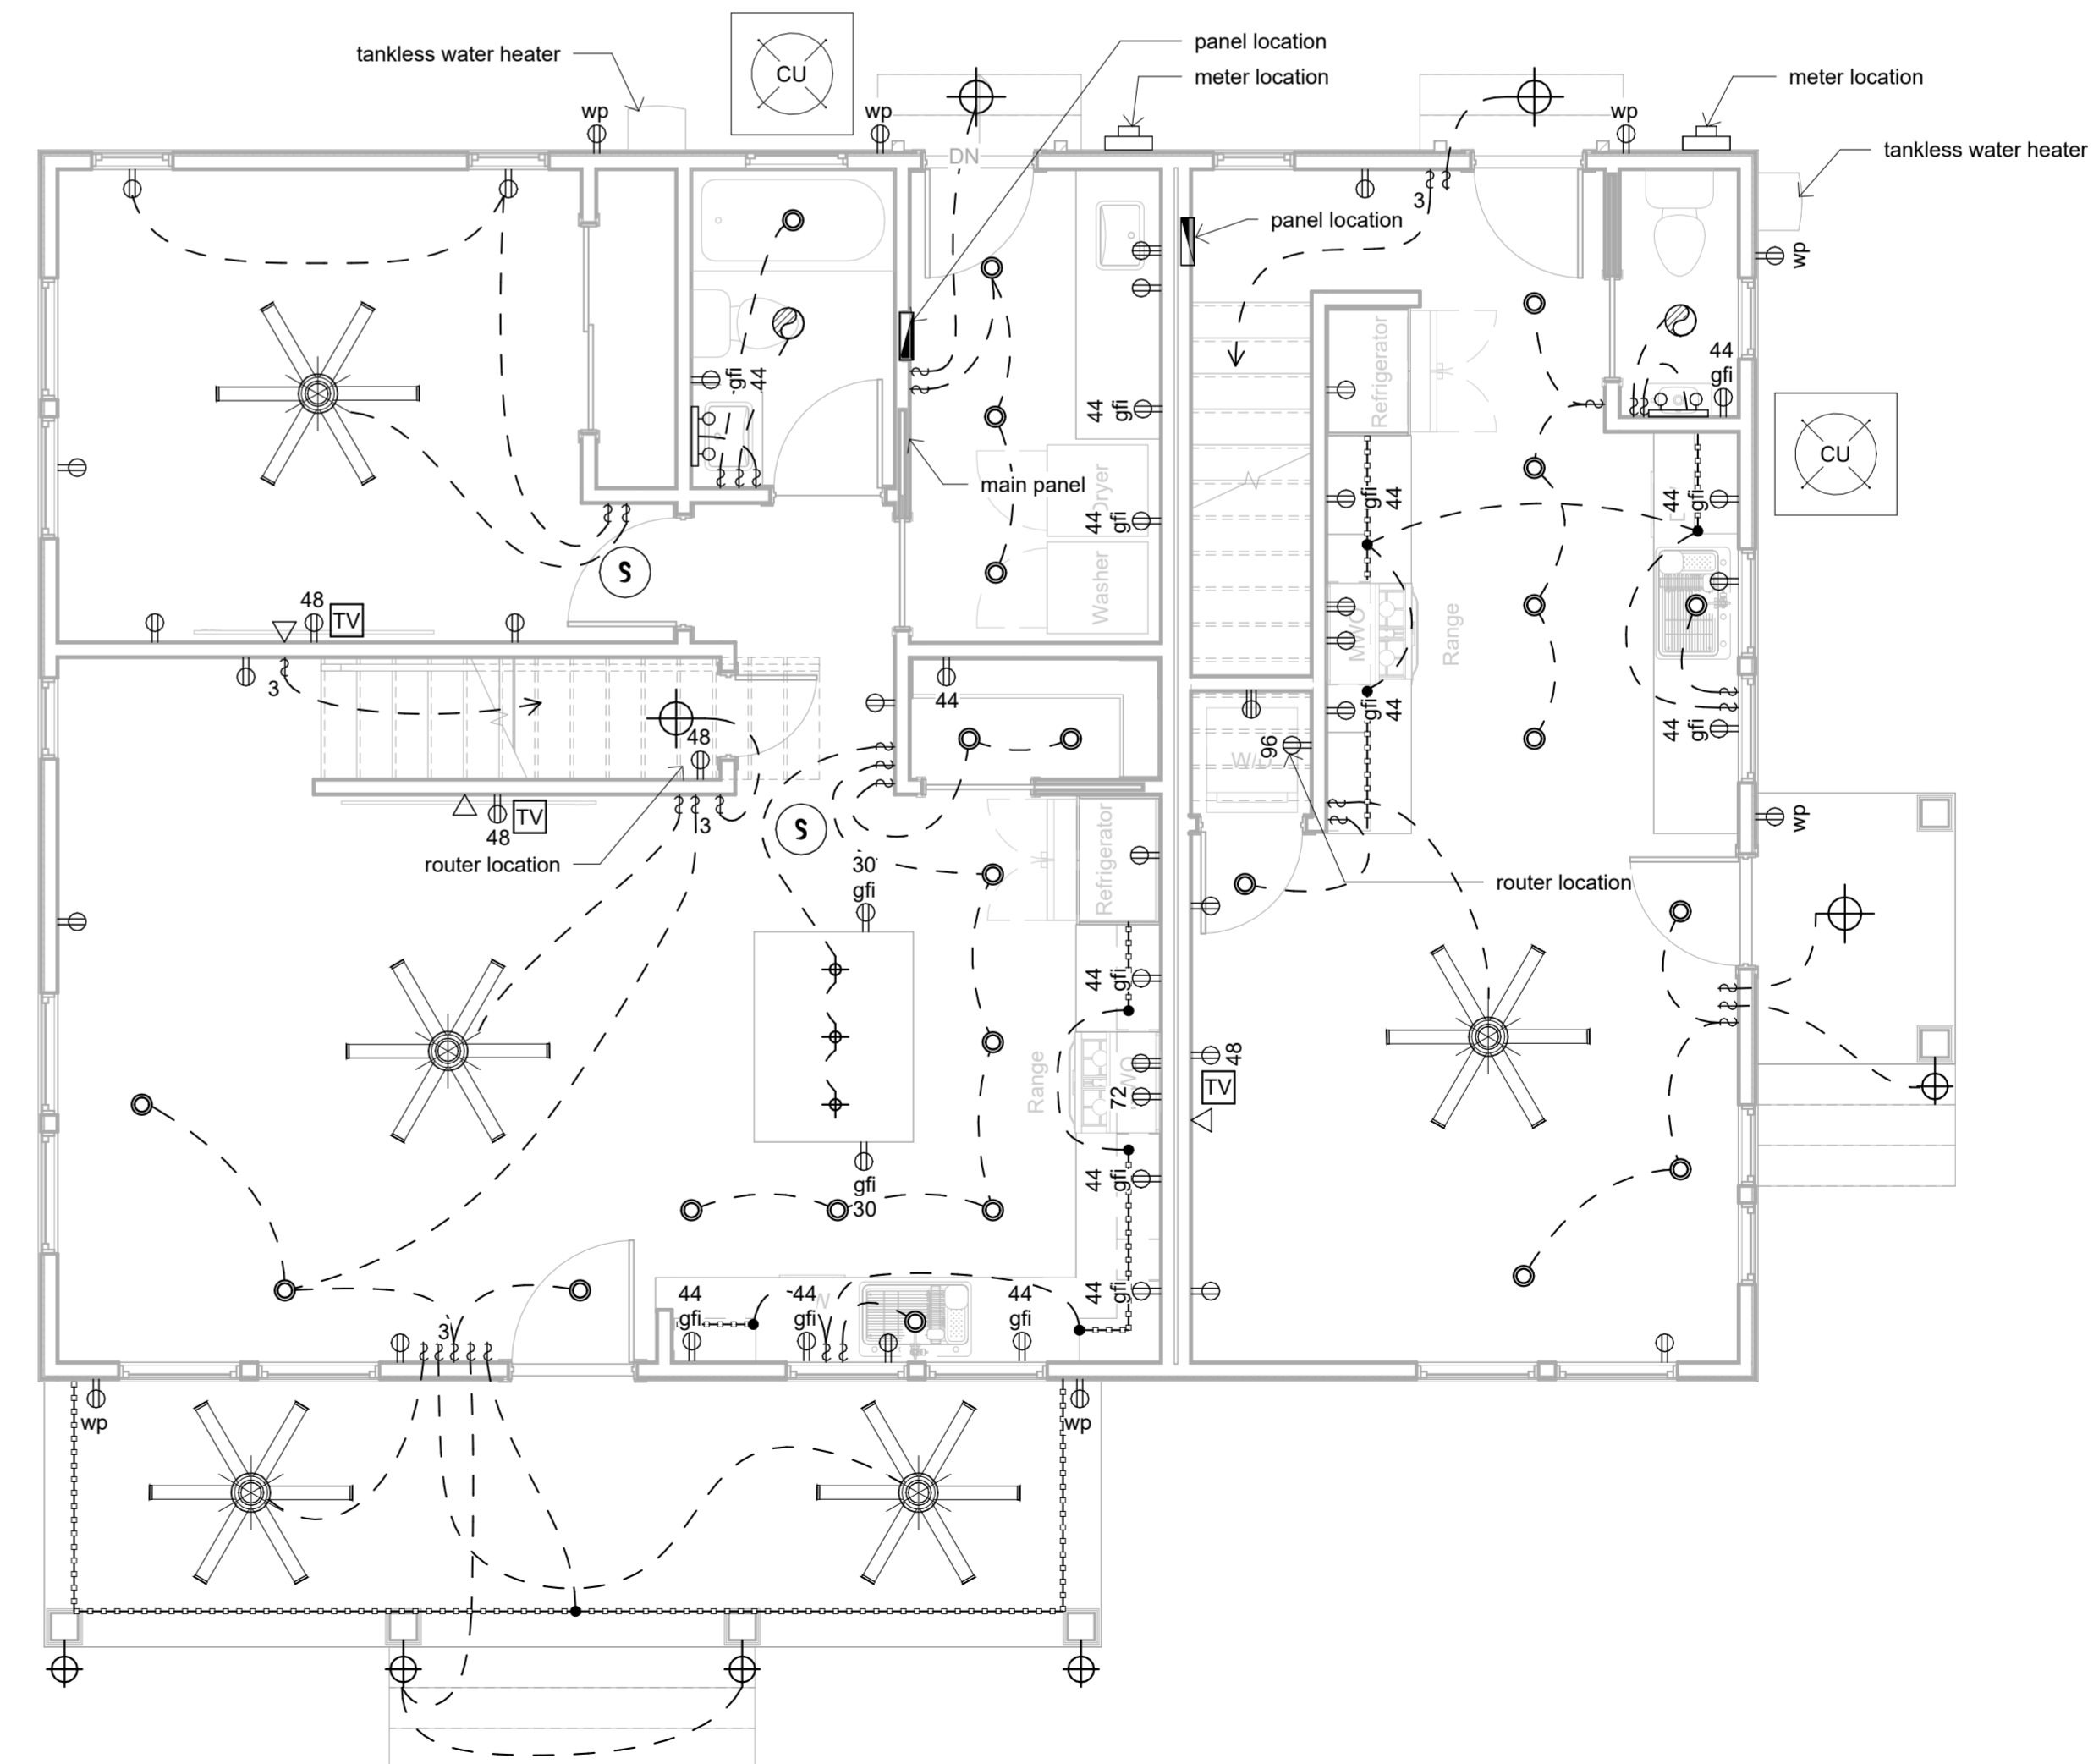 tankless water heater
CU
panel location
meter location
meter location
wp
wp
wp
tankless water heater
DN
3
panel location
wp
Refrigerator
44
gfi
gfi
44
44
gfi
CU
main panel
Dryer
44
gfi
gfi
44
44
gfi
S
Washer
MWO
Range
48
TV
3
44
gfi
44
44
gfi
48
96
W/D
wp
TV
48
3
S
router location
30
gfi
Refrigerator
router location
44
gfi
Range
72
48
TV
gfi
30
44
gfi
44
gfi
44
gfi
44
gfi
44
gfi
3
wp
wp